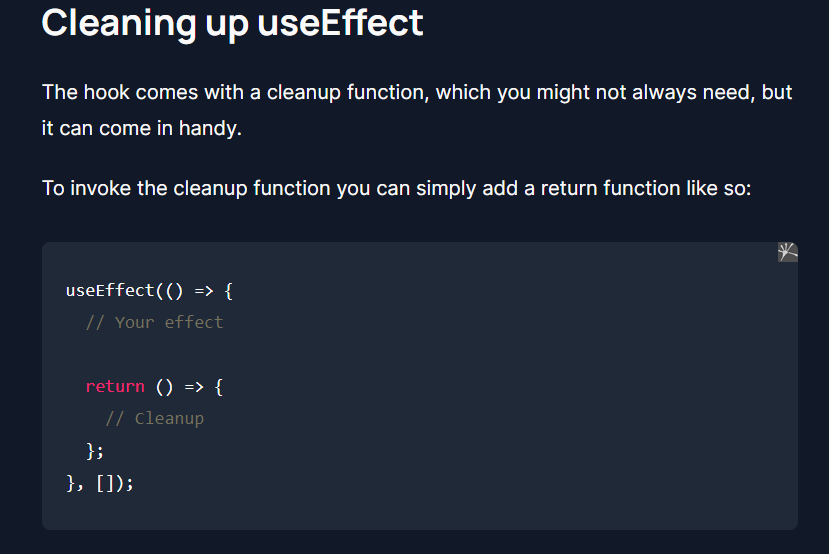 Cleaning up useEffect
The hook comes with a cleanup function, which you might not always need, but
it can come in handy.
To invoke the cleanup function you can simply add a return function like so:
useEffect(() => {
  // Your effect

  return () => {
    // Cleanup
  };
}, []);